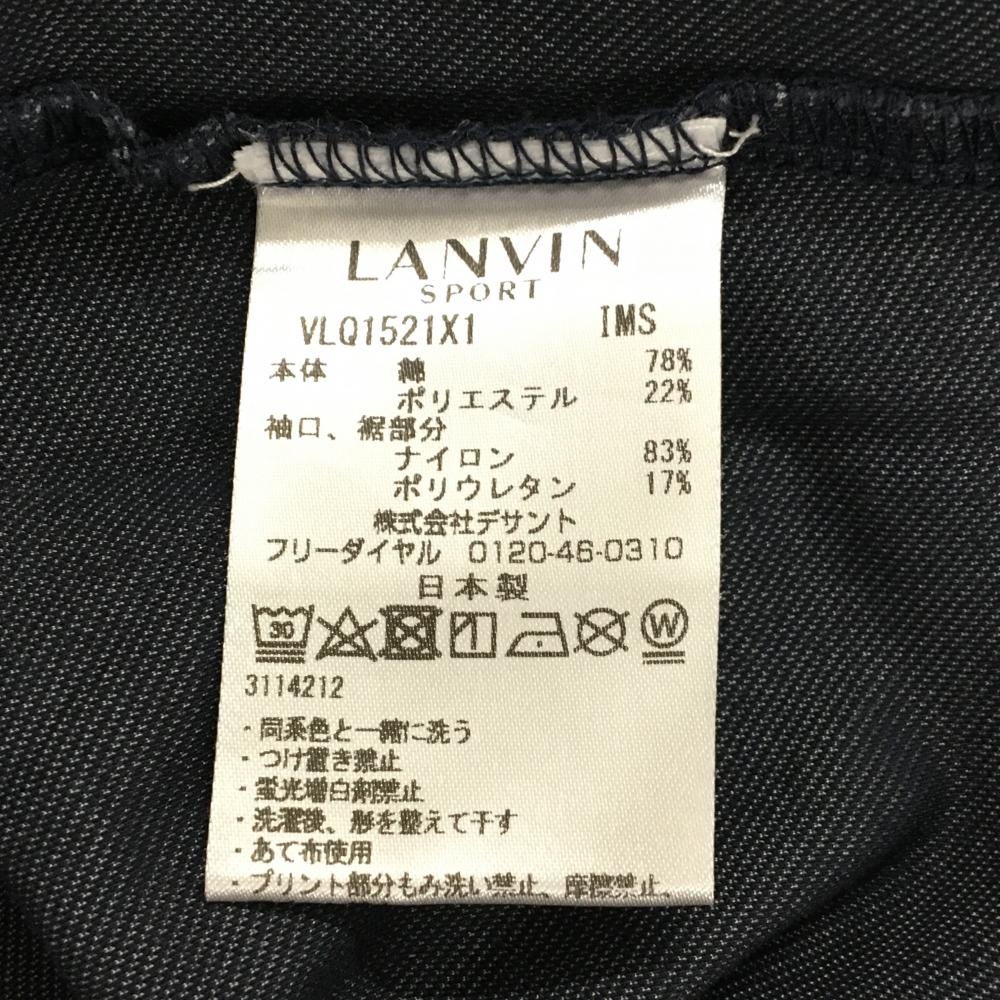 LANVIN
SPORT
VLQ1521X1 IMS
本体 綿 78%
ポリエステル 22%
袖口、裾部分
ナイロン 83%
ポリウレタン 17%
株式会社デサント
フリーダイヤル 0120-46-0310
日本製
30 W
3114212
・同系色と一緒に洗う
・つけ置き禁止
・蛍光増白剤禁止
・洗濯後、形を整えて干す
・あて布使用
・プリント部分もみ洗い禁止、摩擦禁止、